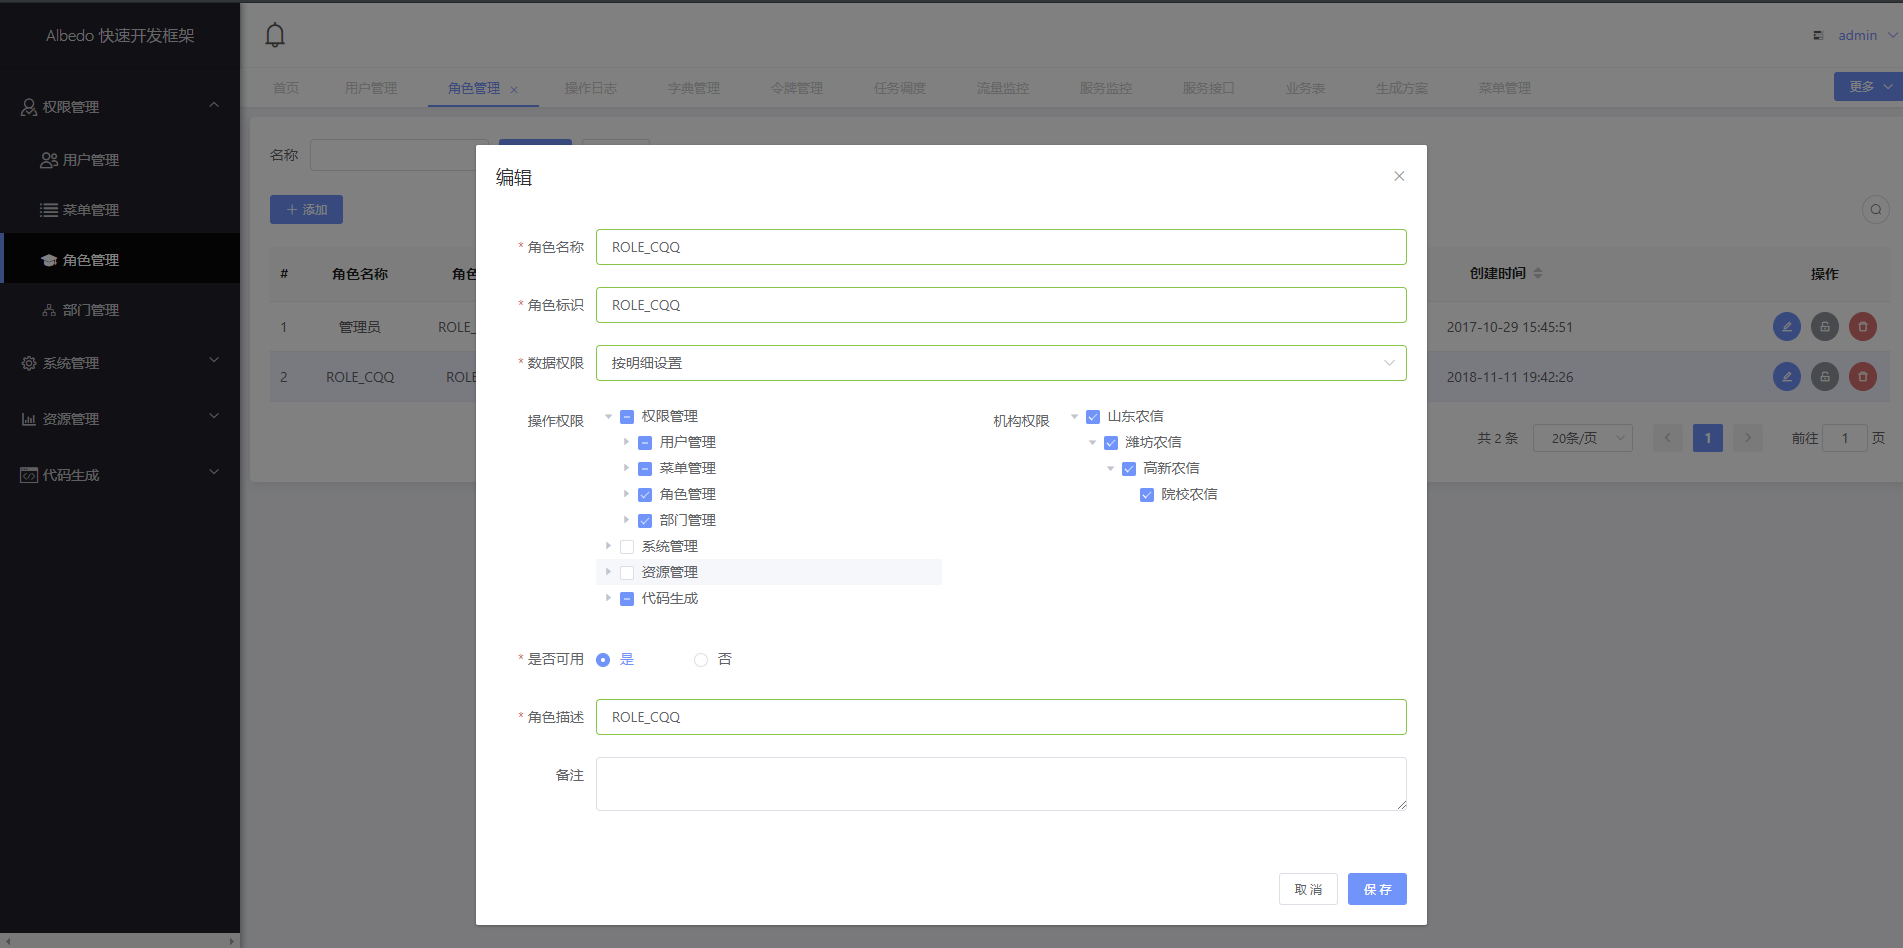 Albedo 快速开发框架
admin
权限管理
用户管理
菜单管理
角色管理
部门管理
系统管理
资源管理
代码生成
首页 用户管理 角色管理 操作日志 字典管理 令牌管理 任务调度 流量监控 服务监控 服务接口 业务表 生成方案 菜单管理 更多
名称
添加
# 角色名称 角色 创建时间 操作
1 管理员 ROLE_ 2017-10-29 15:45:51
2 ROLE_CQQ ROLE 2018-11-11 19:42:26
共 2 条 20条/页 1 前往 1 页
编辑
* 角色名称 ROLE_CQQ
* 角色标识 ROLE_CQQ
* 数据权限 按明细设置
操作权限
权限管理
用户管理
菜单管理
角色管理
部门管理
系统管理
资源管理
代码生成
机构权限
山东农信
潍坊农信
高新农信
院校农信
* 是否可用 是 否
* 角色描述 ROLE_CQQ
备注
取消 保存